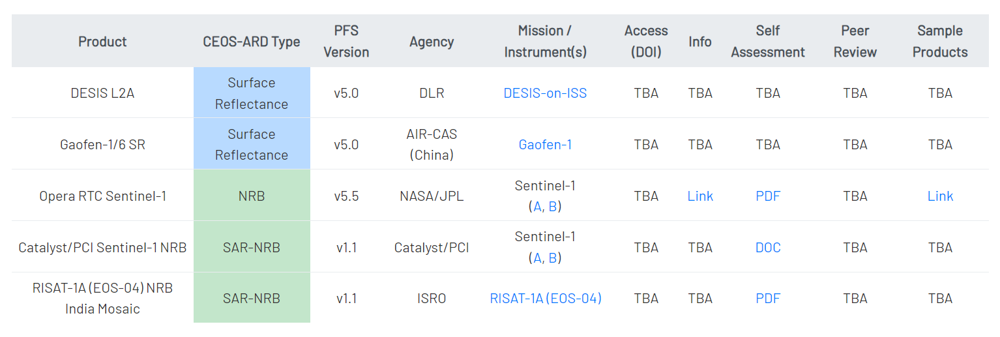 Product CEOS-ARD Type PFS Version Agency Mission / Instrument(s) Access (DOI) Info Self Assessment Peer Review Sample Products
DESIS L2A Surface Reflectance v5.0 DLR DESIS-on-ISS TBA TBA TBA TBA TBA
Gaofen-1/6 SR Surface Reflectance v5.0 AIR-CAS (China) Gaofen-1 TBA TBA TBA TBA TBA
Opera RTC Sentinel-1 NRB v5.5 NASA/JPL Sentinel-1 (A, B) TBA Link PDF TBA Link
Catalyst/PCI Sentinel-1 NRB SAR-NRB v1.1 Catalyst/PCI Sentinel-1 (A, B) TBA TBA DOC TBA TBA
RISAT-1A (EOS-04) NRB India Mosaic SAR-NRB v1.1 ISRO RISAT-1A (EOS-04) TBA TBA PDF TBA TBA